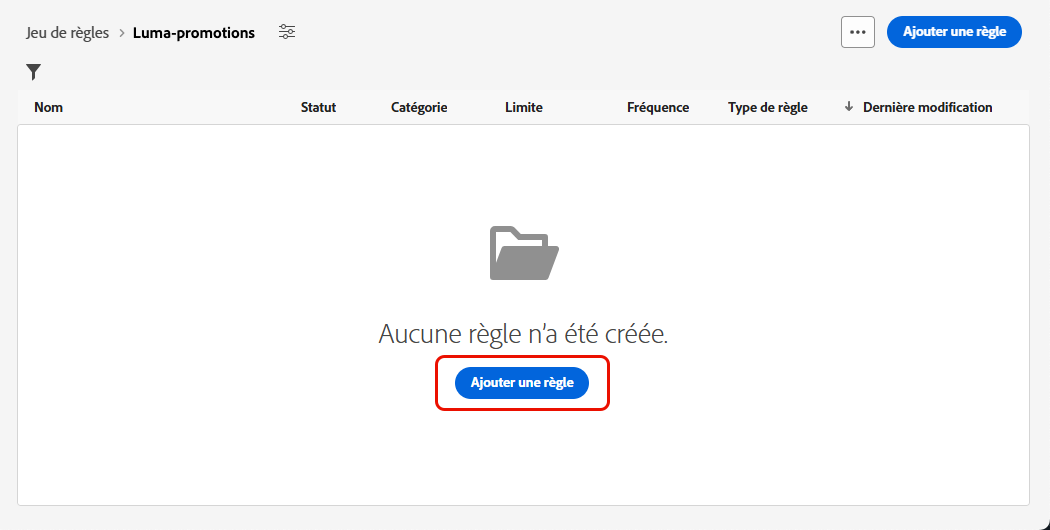 Jeu de règles > Luma-promotions
Ajouter une règle
Nom Statut Catégorie Limite Fréquence Type de règle ↓ Dernière modification
Aucune règle n’a été créée.
Ajouter une règle